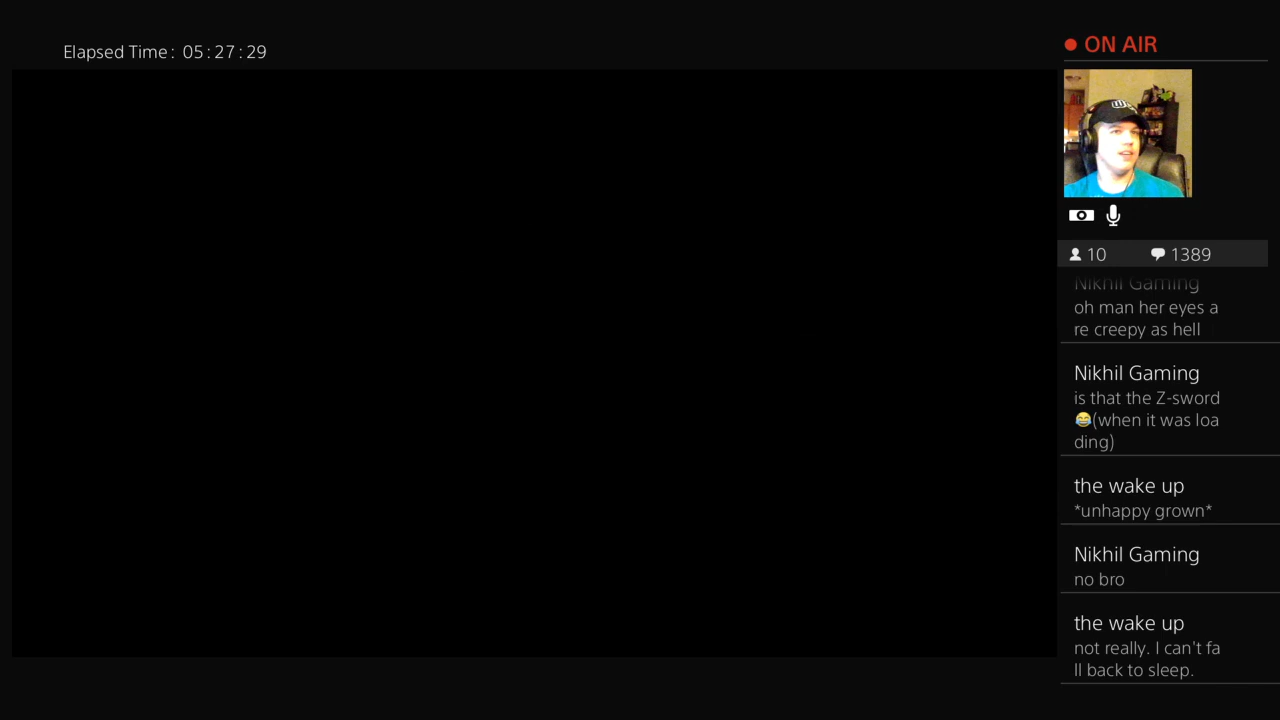 Elapsed Time: 05:27:29
ON AIR
10 1389
Nikhil Gaming
oh man her eyes a
re creepy as hell
Nikhil Gaming
is that the Z-sword
😂(when it was loa
ding)
the wake up
*unhappy grown*
Nikhil Gaming
no bro
the wake up
not really. I can't fa
ll back to sleep.